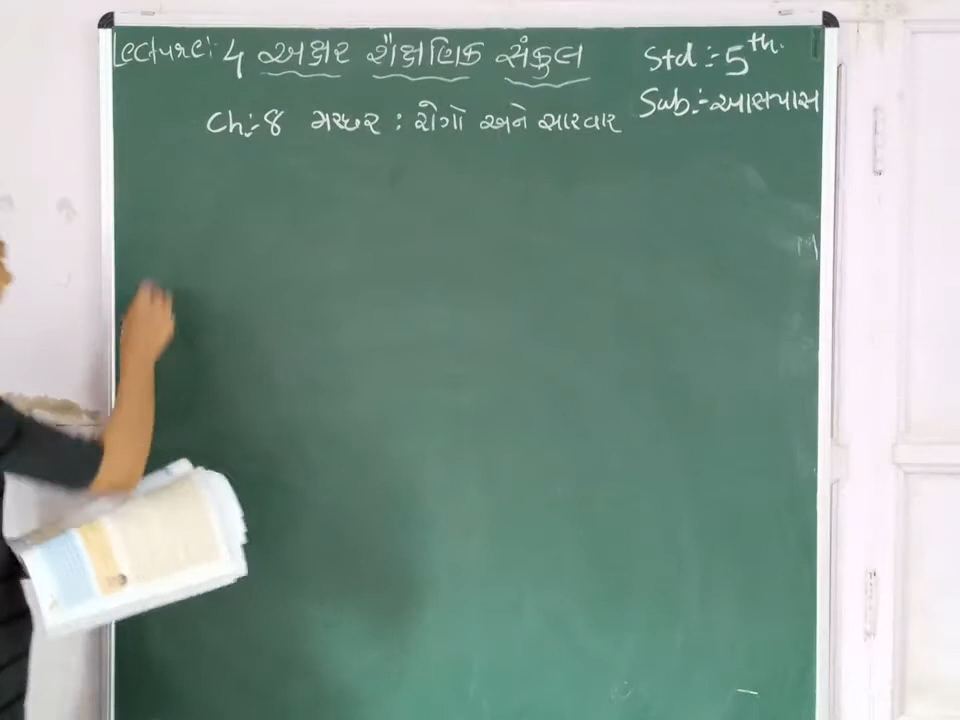 Lecture: 4 અક્ષર શૈક્ષણિક સંકુલ Std :- 5th.
Sub:- આસપાસ
Ch:- 8 મચ્છર : રોગો અને સારવાર